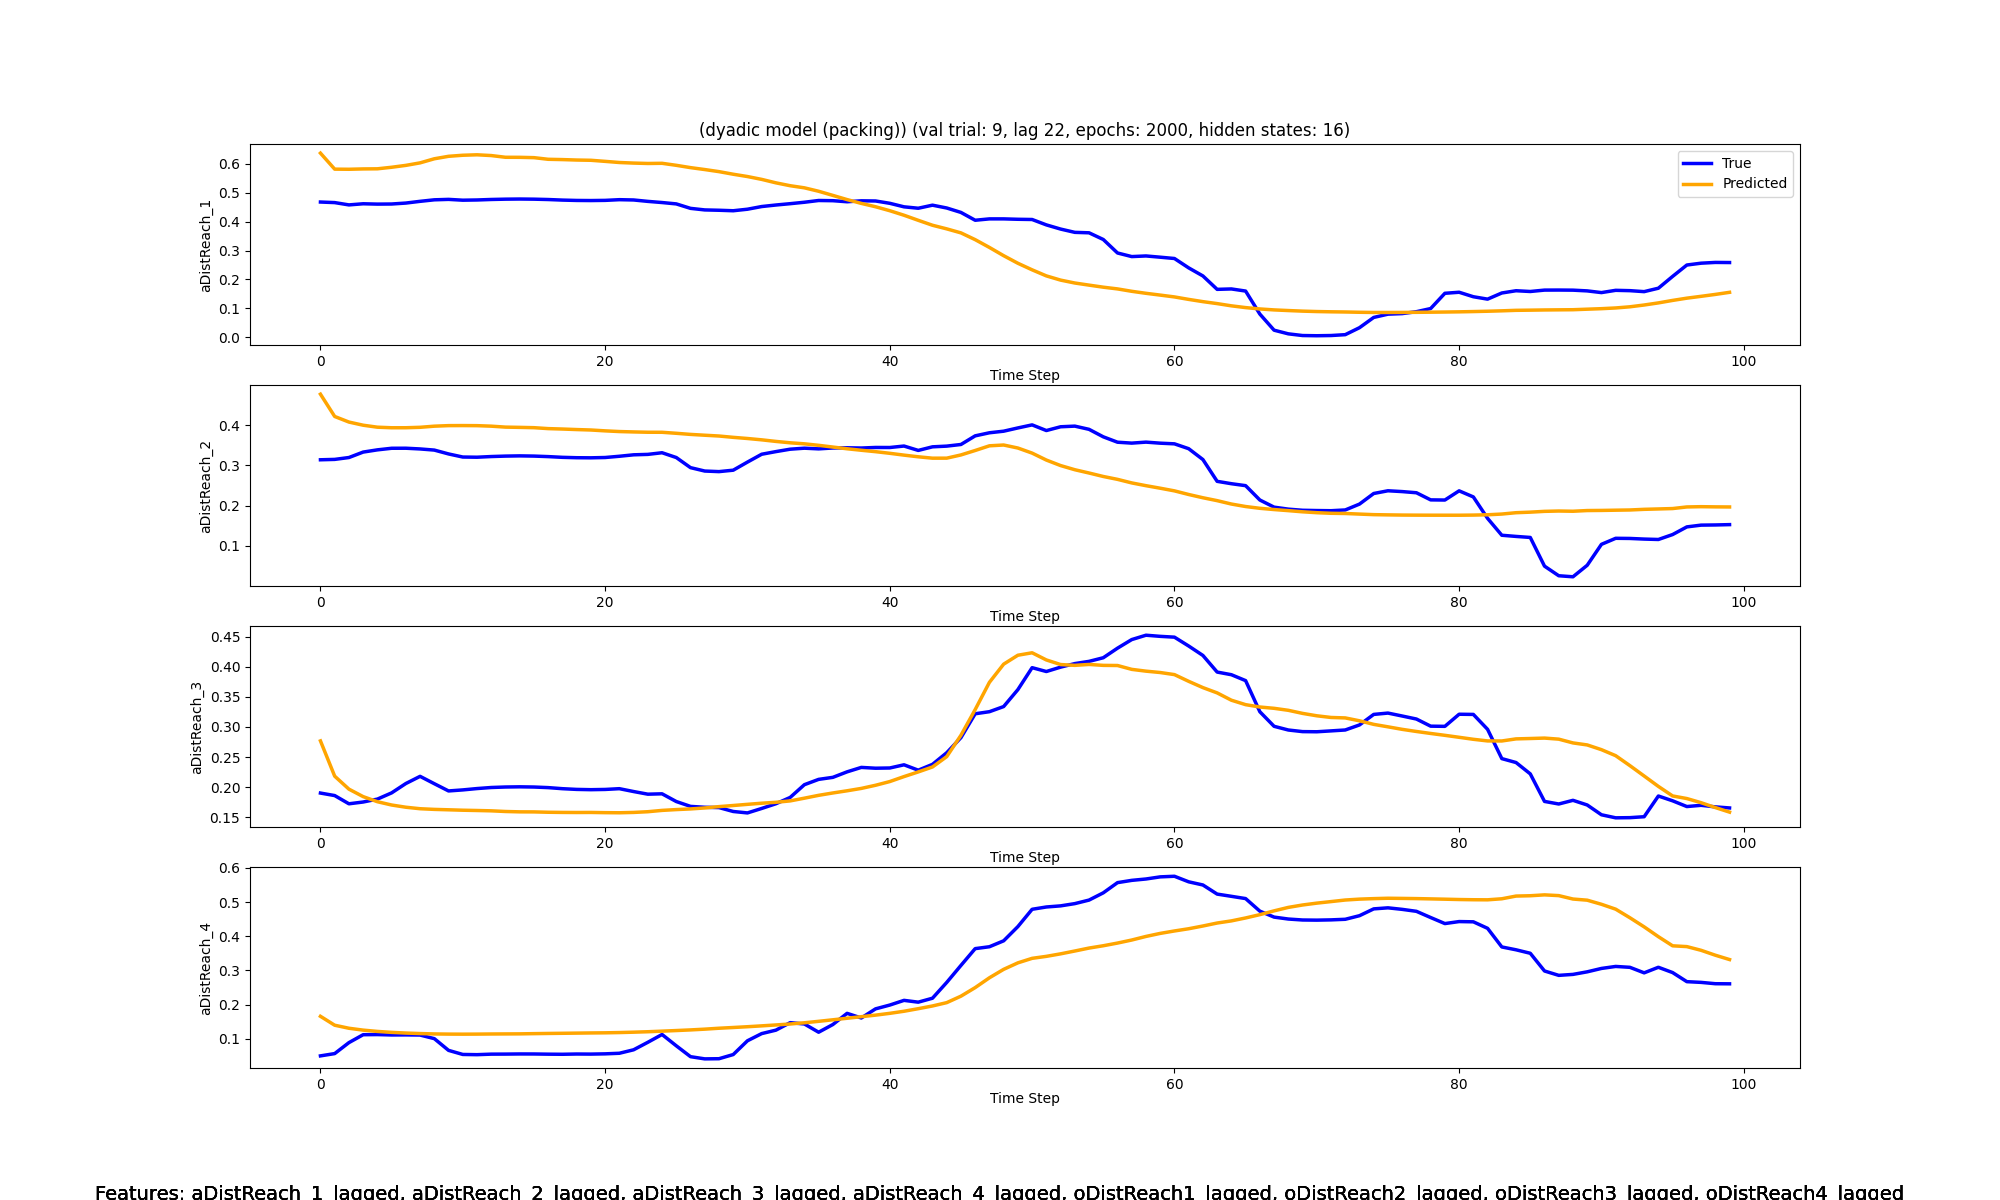 (dyadic model (packing)) (val trial: 9, lag 22, epochs: 2000, hidden states: 16)
True
Predicted
aDistReach_1
0.6
0.5
0.4
0.3
0.2
0.1
0.0
0 20 40 60 80 100
Time Step
aDistReach_2
0.4
0.3
0.2
0.1
0 20 40 60 80 100
Time Step
aDistReach_3
0.45
0.40
0.35
0.30
0.25
0.20
0.15
0 20 40 60 80 100
Time Step
aDistReach_4
0.6
0.5
0.4
0.3
0.2
0.1
0 20 40 60 80 100
Time Step
Features: aDistReach_1_lagged, aDistReach_2_lagged, aDistReach_3_lagged, aDistReach_4_lagged, oDistReach1_lagged, oDistReach2_lagged, oDistReach3_lagged, oDistReach4_lagged